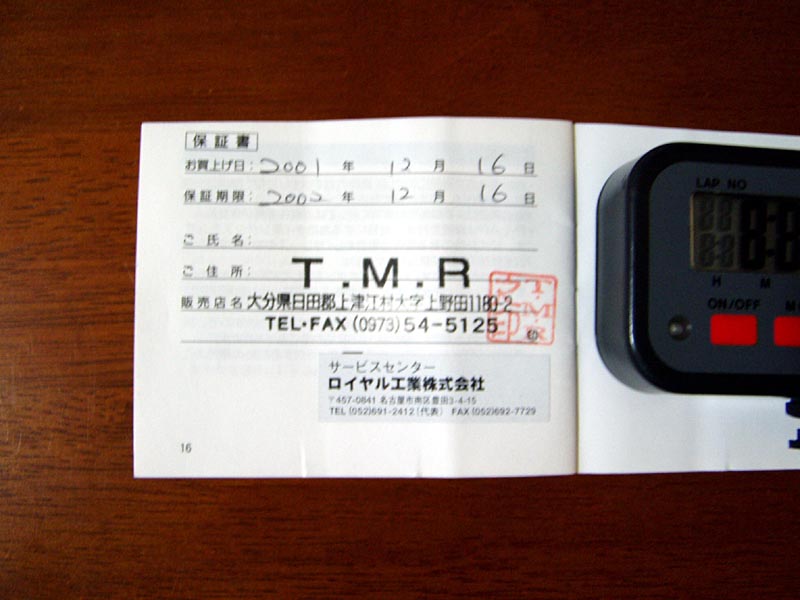 保証書
お買上げ日: 2001 年 12 月 16 日
保証期限: 2002 年 12 月 16 日
ご氏名:
ご住所:
T.M.R
販売店名 大分県日田郡上津江村大字上野田1180-2
TEL・FAX (0973) 54-5125
サービスセンター
ロイヤル工業株式会社
〒457-0841 名古屋市南区豊田3-4-15
TEL (052)691-2412 (代表) FAX (052)692-7729
16
LAP NO
H M
ON/OFF M